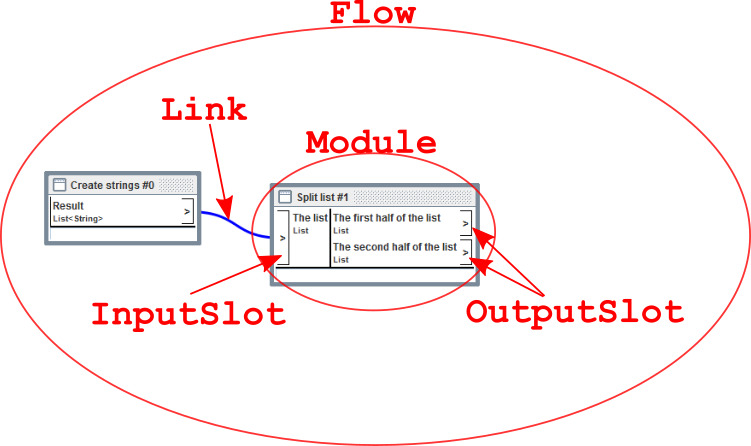 Flow
Link
Module
Create strings #0
Result
List<String>
>
Split list #1
The list
List
>
The first half of the list
List
>
The second half of the list
List
>
InputSlot
OutputSlot